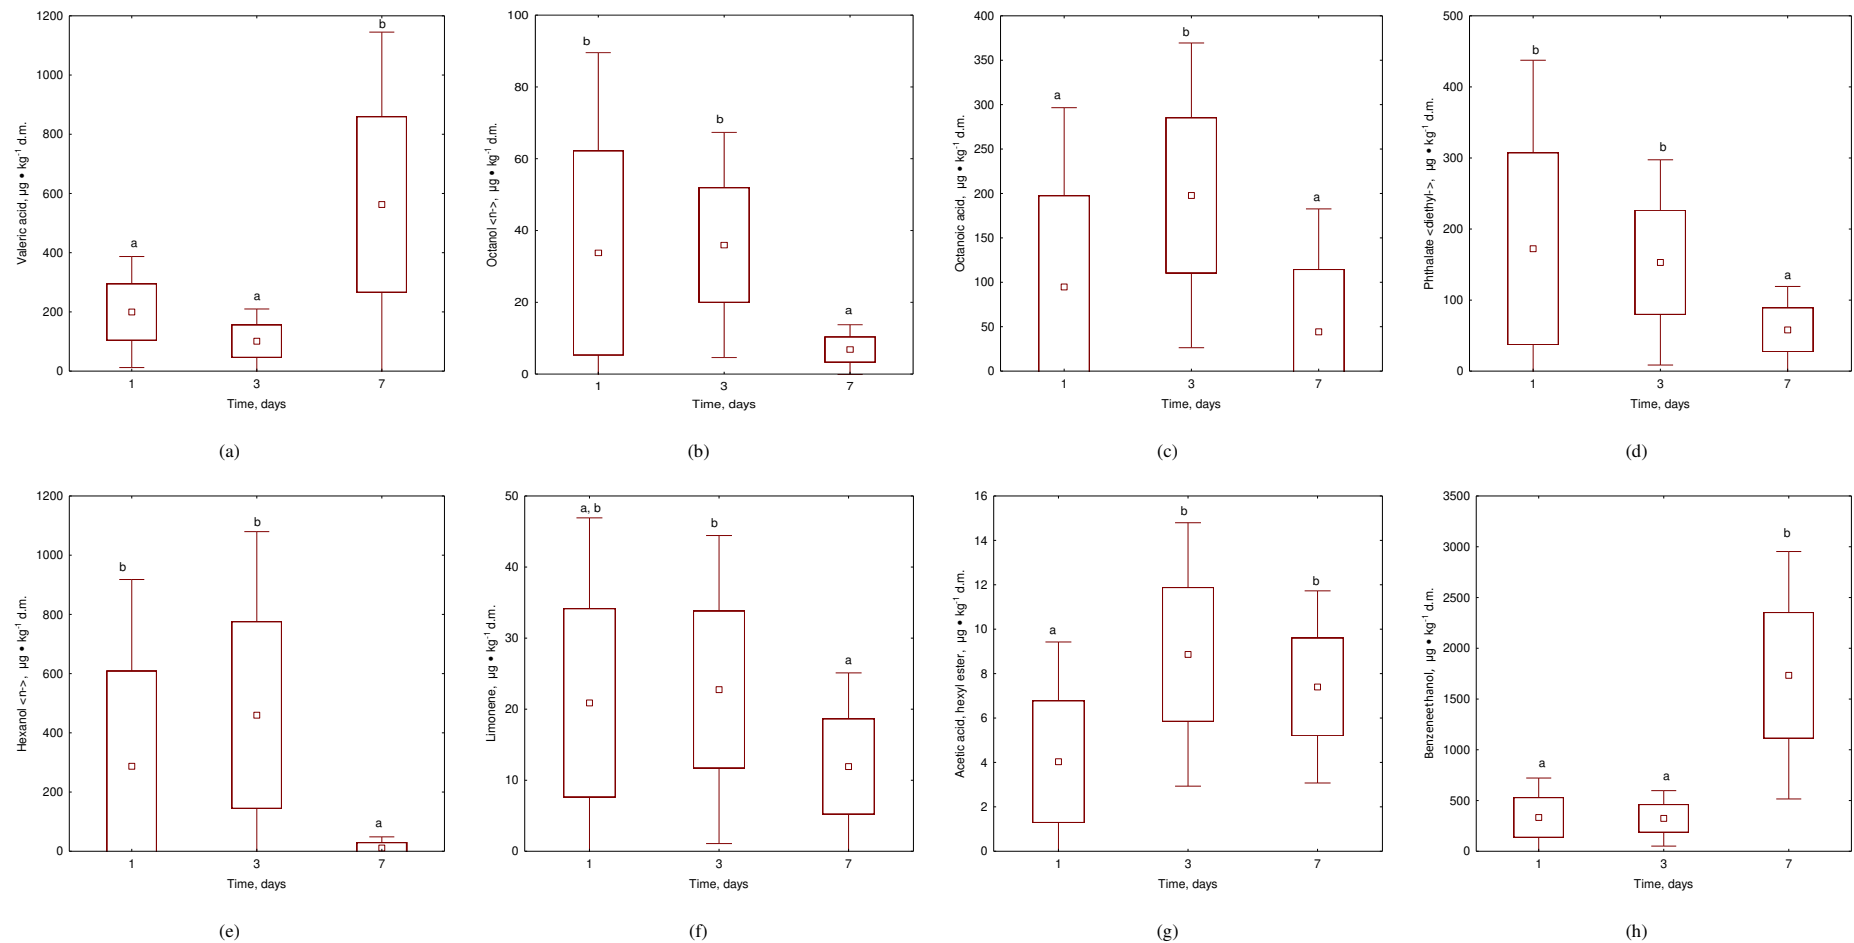 1200
1000
800
600
400
200
0
Valeric acid, µg • kg-1 d.m.
a
a
b
1
3
7
Time, days
(a)
100
80
60
40
20
0
Octanol <n->, µg • kg-1 d.m.
b
b
a
1
3
7
Time, days
(b)
400
350
300
250
200
150
100
50
0
Octanoic acid, µg • kg-1 d.m.
a
b
a
1
3
7
Time, days
(c)
500
400
300
200
100
0
Phthalate <diethyl->, µg • kg-1 d.m.
b
b
a
1
3
7
Time, days
(d)
1200
1000
800
600
400
200
0
Hexanol <n->, µg • kg-1 d.m.
b
b
a
1
3
7
Time, days
(e)
50
40
30
20
10
0
Limonene, µg • kg-1 d.m.
a, b
b
a
1
3
7
Time, days
(f)
16
14
12
10
8
6
4
2
0
Acetic acid, hexyl ester, µg • kg-1 d.m.
a
b
b
1
3
7
Time, days
(g)
3500
3000
2500
2000
1500
1000
500
0
Benzeneethanol, µg • kg-1 d.m.
a
a
b
1
3
7
Time, days
(h)